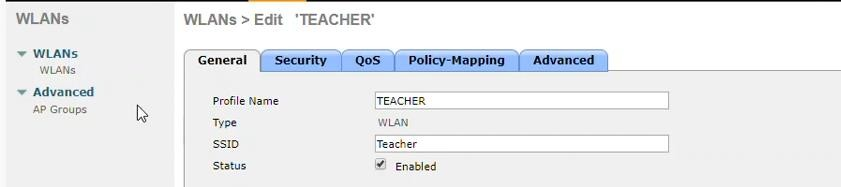 WLANs
WLANs
WLANs
Advanced
AP Groups
WLANs > Edit 'TEACHER'
General Security QoS Policy-Mapping Advanced
Profile Name TEACHER
Type WLAN
SSID Teacher
Status Enabled